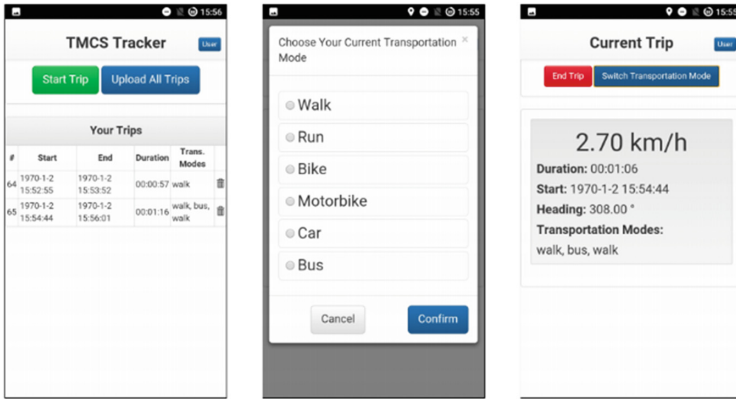 15:56
TMCS Tracker
User
Start Trip
Upload All Trips
Your Trips
# Start End Duration Trans. Modes
64 1970-1-2 15:52:55 1970-1-2 15:53:52 00:00:57 walk
65 1970-1-2 15:54:44 1970-1-2 15:56:01 00:01:16 walk, bus, walk
15:55
Choose Your Current Transportation ×
Mode
Walk
Run
Bike
Motorbike
Car
Bus
Cancel
Confirm
15:55
Current Trip
User
End Trip
Switch Transportation Mode
2.70 km/h
Duration: 00:01:06
Start: 1970-1-2 15:54:44
Heading: 308.00 °
Transportation Modes:
walk, bus, walk